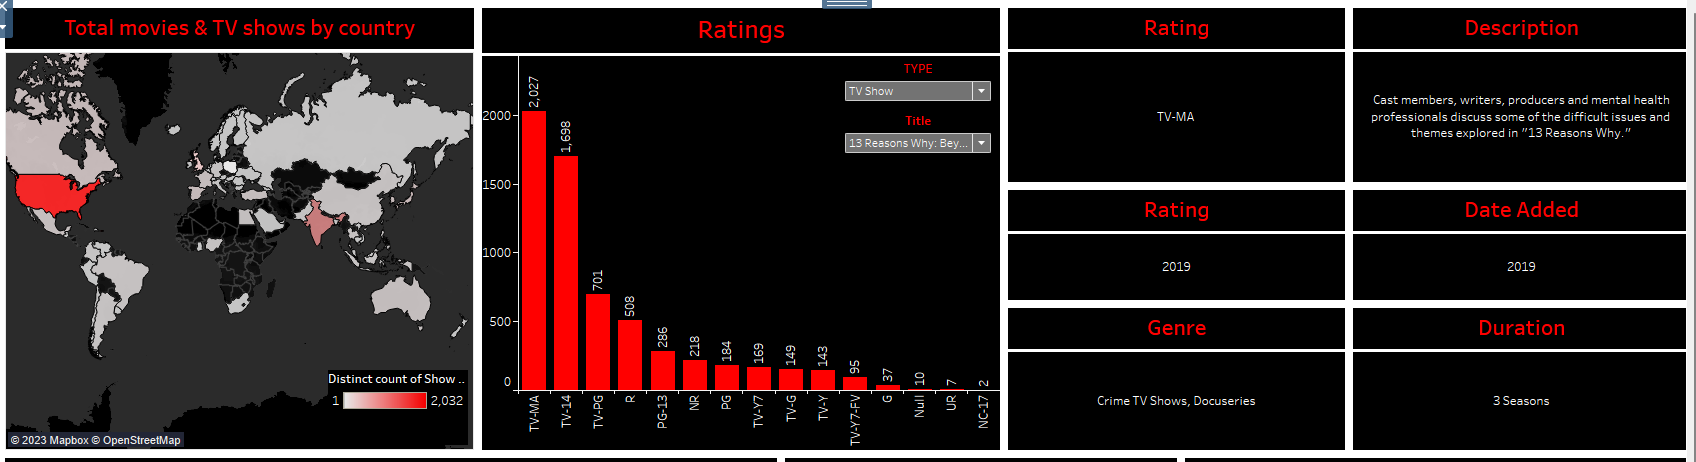 Total movies & TV shows by country
Distinct count of Show ..
1
2,032
© 2023 Mapbox © OpenStreetMap
Ratings
TYPE
TV Show
Title
13 Reasons Why: Bey...
2000
1500
1000
500
0
2,027
1,698
701
508
286
218
184
169
149
143
95
37
10
7
2
TV-MA
TV-14
TV-PG
R
PG-13
NR
PG
TV-Y7
TV-G
TV-Y
TV-Y7-FV
G
Null
UR
NC-17
Rating
TV-MA
Description
Cast members, writers, producers and mental health
professionals discuss some of the difficult issues and
themes explored in "13 Reasons Why."
Rating
2019
Date Added
2019
Genre
Crime TV Shows, Docuseries
Duration
3 Seasons